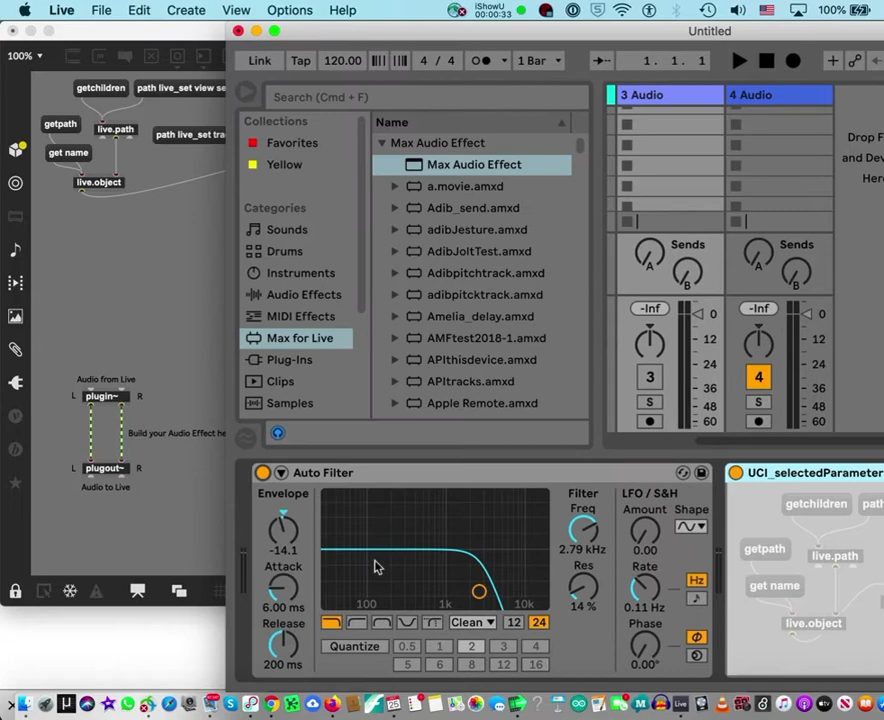 Live File Edit Create View Options Help
iShowU
00:00:33
100%
100%
Untitled
Link Tap 120.00 4 / 4 1 Bar 1. 1. 1
getchildren path live_set view se
getpath live.path path live_set tra
get name
live.object
Search (Cmd + F)
Collections
Favorites
Yellow
Categories
Sounds
Drums
Instruments
Audio Effects
MIDI Effects
Max for Live
Plug-Ins
Clips
Samples
Name
Max Audio Effect
Max Audio Effect
a.movie.amxd
Adib_send.amxd
adibJesture.amxd
AdibJoltTest.amxd
Adibpitchtrack.amxd
adibpitcktrack.amxd
Amelia_delay.amxd
AMFtest2018-1.amxd
APIthisdevice.amxd
APItracks.amxd
Apple Remote.amxd
3 Audio 4 Audio
Drop F
and Devi
Here
Sends Sends
A B A B
-Inf -Inf
0 0
12 12
24 24
3 4 36 36
S S 48 48
60 60
Audio from Live
L plugin~ R
Build your Audio Effect he
L plugout~ R
Audio to Live
Auto Filter
Envelope
-14.1
Attack
6.00 ms
Release
200 ms
100 1k 10k
Clean 12 24
Quantize 0.5 1 2 3 4
5 6 8 12 16
Filter
Freq
2.79 kHz
Res
14 %
LFO / S&H
Amount Shape
0.00
Rate Hz
0.11 Hz
Phase
0.00°
UCI_selectedParameter
getchildren path
getpath live.path
get name
live.object